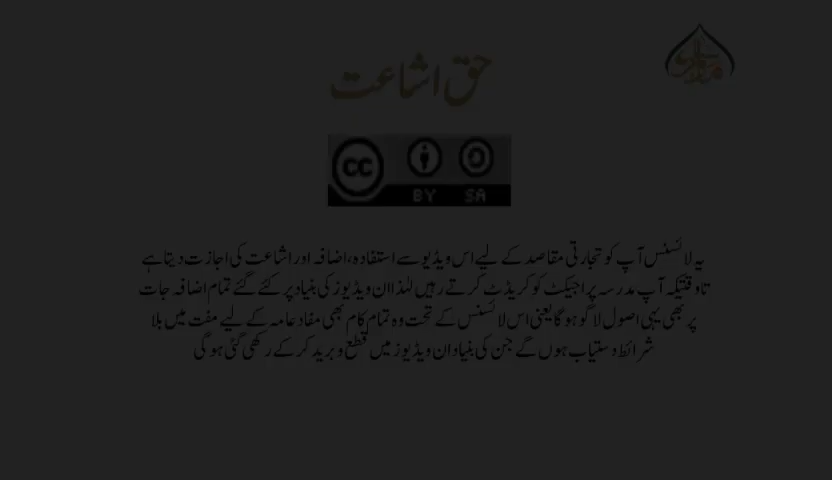 حق اشاعت
cc
BY SA
یہ لائسنس آپ کو تجارتی مقاصد کے لیے اس ویڈیو سے استفادہ، اضافہ اور اشاعت کی اجازت دیتا ہے
تاوقتیکہ آپ مدرسہ پراجیکٹ کو کریڈٹ کرتے رہیں لہٰذا ان ویڈیوز کی بنیاد پر کئے گئے تمام اضافہ جات
پر بھی یہی اصول لاگو ہوگا یعنی اس لائسنس کے تحت وہ تمام کام بھی مفاد عامہ کے لیے مفت میں بلا
شرائط دستیاب ہوں گے جن کی بنیاد ان ویڈیوز میں قطع و برید کر کے رکھی گئی ہو گی